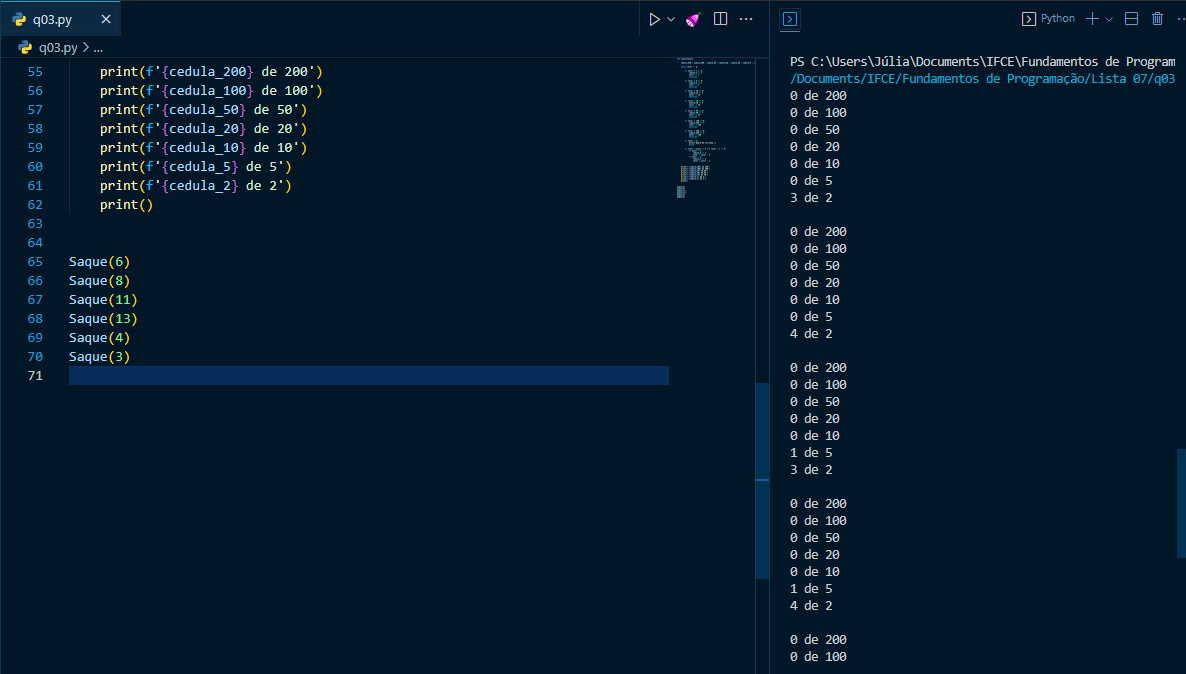 q03.py
Python
q03.py > ...
55 print(f'{cedula_200} de 200')
56 print(f'{cedula_100} de 100')
57 print(f'{cedula_50} de 50')
58 print(f'{cedula_20} de 20')
59 print(f'{cedula_10} de 10')
60 print(f'{cedula_5} de 5')
61 print(f'{cedula_2} de 2')
62 print()
63
64
65 Saque(6)
66 Saque(8)
67 Saque(11)
68 Saque(13)
69 Saque(4)
70 Saque(3)
71
PS C:\Users\Júlia\Documents\IFCE\Fundamentos de Program
/Documents/IFCE/Fundamentos de Programação/Lista 07/q03
0 de 200
0 de 100
0 de 50
0 de 20
0 de 10
0 de 5
3 de 2
0 de 200
0 de 100
0 de 50
0 de 20
0 de 10
0 de 5
4 de 2
0 de 200
0 de 100
0 de 50
0 de 20
0 de 10
1 de 5
3 de 2
0 de 200
0 de 100
0 de 50
0 de 20
0 de 10
1 de 5
4 de 2
0 de 200
0 de 100